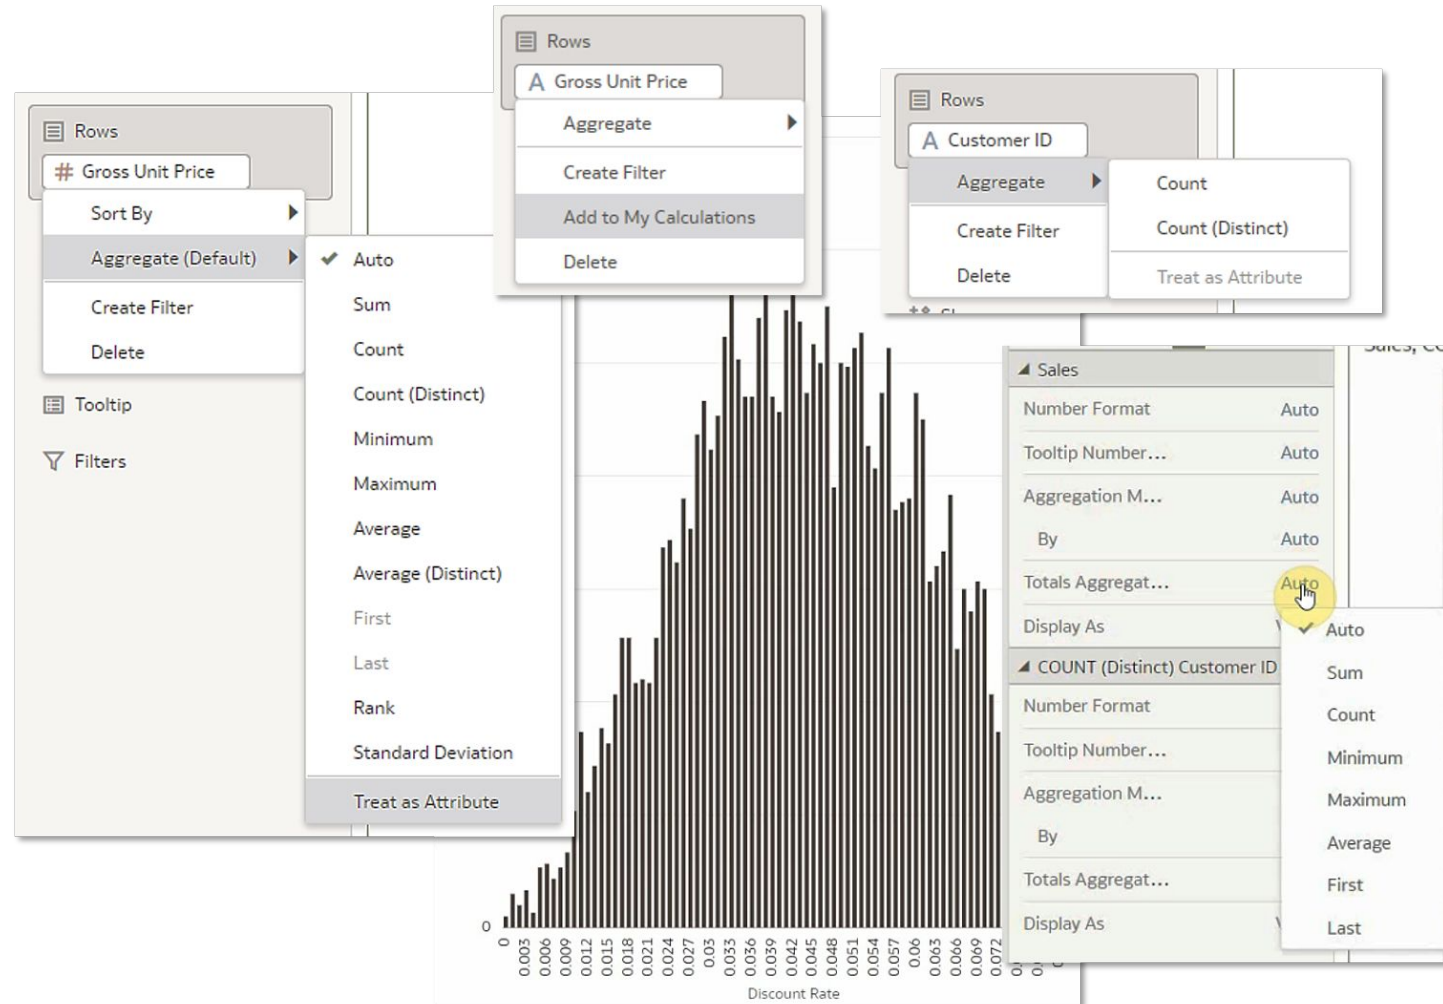 Rows
Gross Unit Price
Sort By
Aggregate (Default)
Create Filter
Delete
Tooltip
Filters
Auto
Sum
Count
Count (Distinct)
Minimum
Maximum
Average
Average (Distinct)
First
Last
Rank
Standard Deviation
Treat as Attribute
Rows
A Gross Unit Price
Aggregate
Create Filter
Add to My Calculations
Delete
Rows
A Customer ID
Aggregate
Create Filter
Delete
Count
Count (Distinct)
Treat as Attribute
0
0
0.003
0.006
0.009
0.012
0.015
0.018
0.021
0.024
0.027
0.03
0.033
0.036
0.039
0.042
0.045
0.048
0.051
0.054
0.057
0.06
0.063
0.066
0.069
0.072
Discount Rate
Sales
Number Format Auto
Tooltip Number... Auto
Aggregation M... Auto
By Auto
Totals Aggregat... Auto
Display As
COUNT (Distinct) Customer ID
Number Format
Tooltip Number...
Aggregation M...
By
Totals Aggregat...
Display As
Auto
Sum
Count
Minimum
Maximum
Average
First
Last